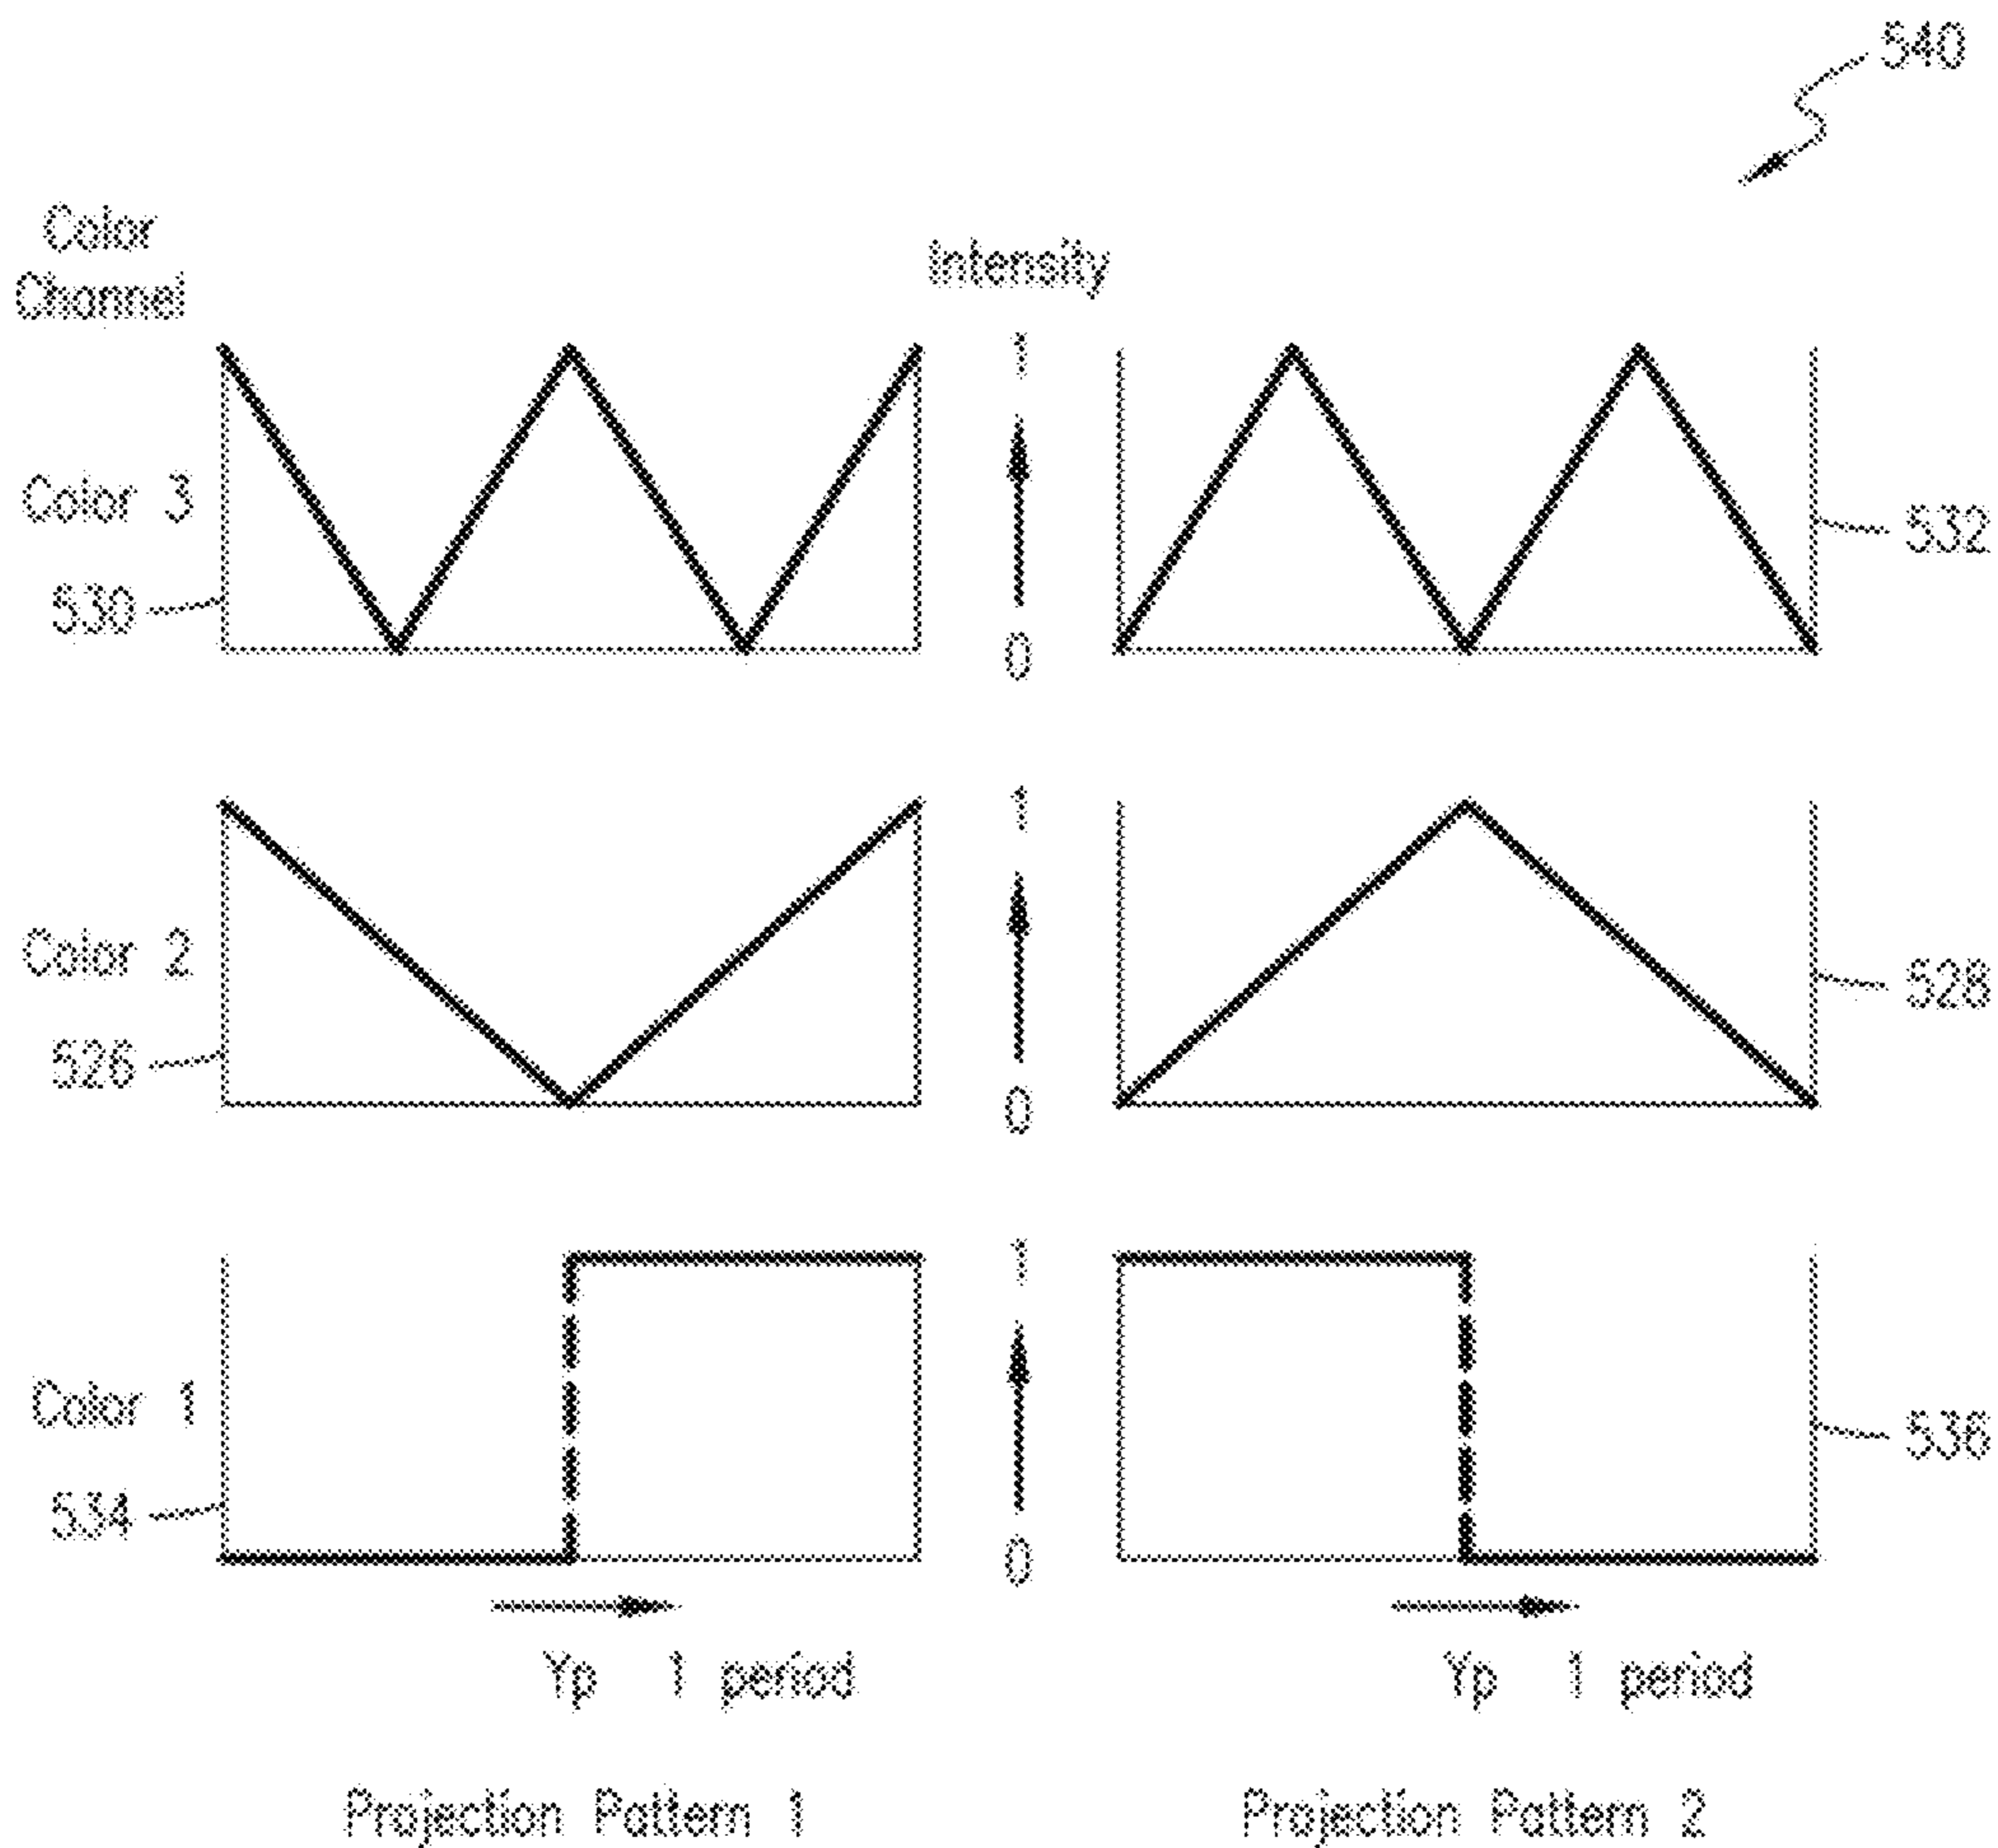 540
Color
Channel
Intensity
1
Color 3
530
532
0
1
Color 2
526
528
0
1
Color 1
534
536
0
Yp 1 period
Yp 1 period
Projection Pattern 1
Projection Pattern 2